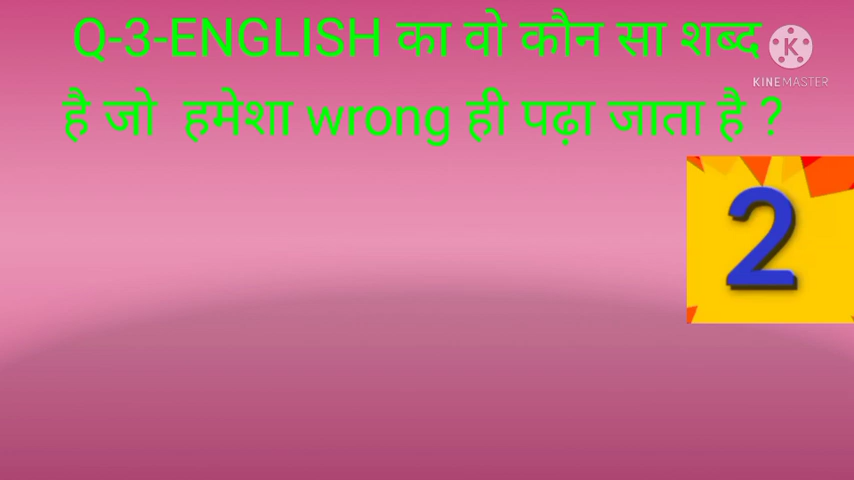 Q-3-ENGLISH का वो कौन सा शब्द
है जो हमेशा wrong ही पढ़ा जाता है ?
K
KINEMASTER
2